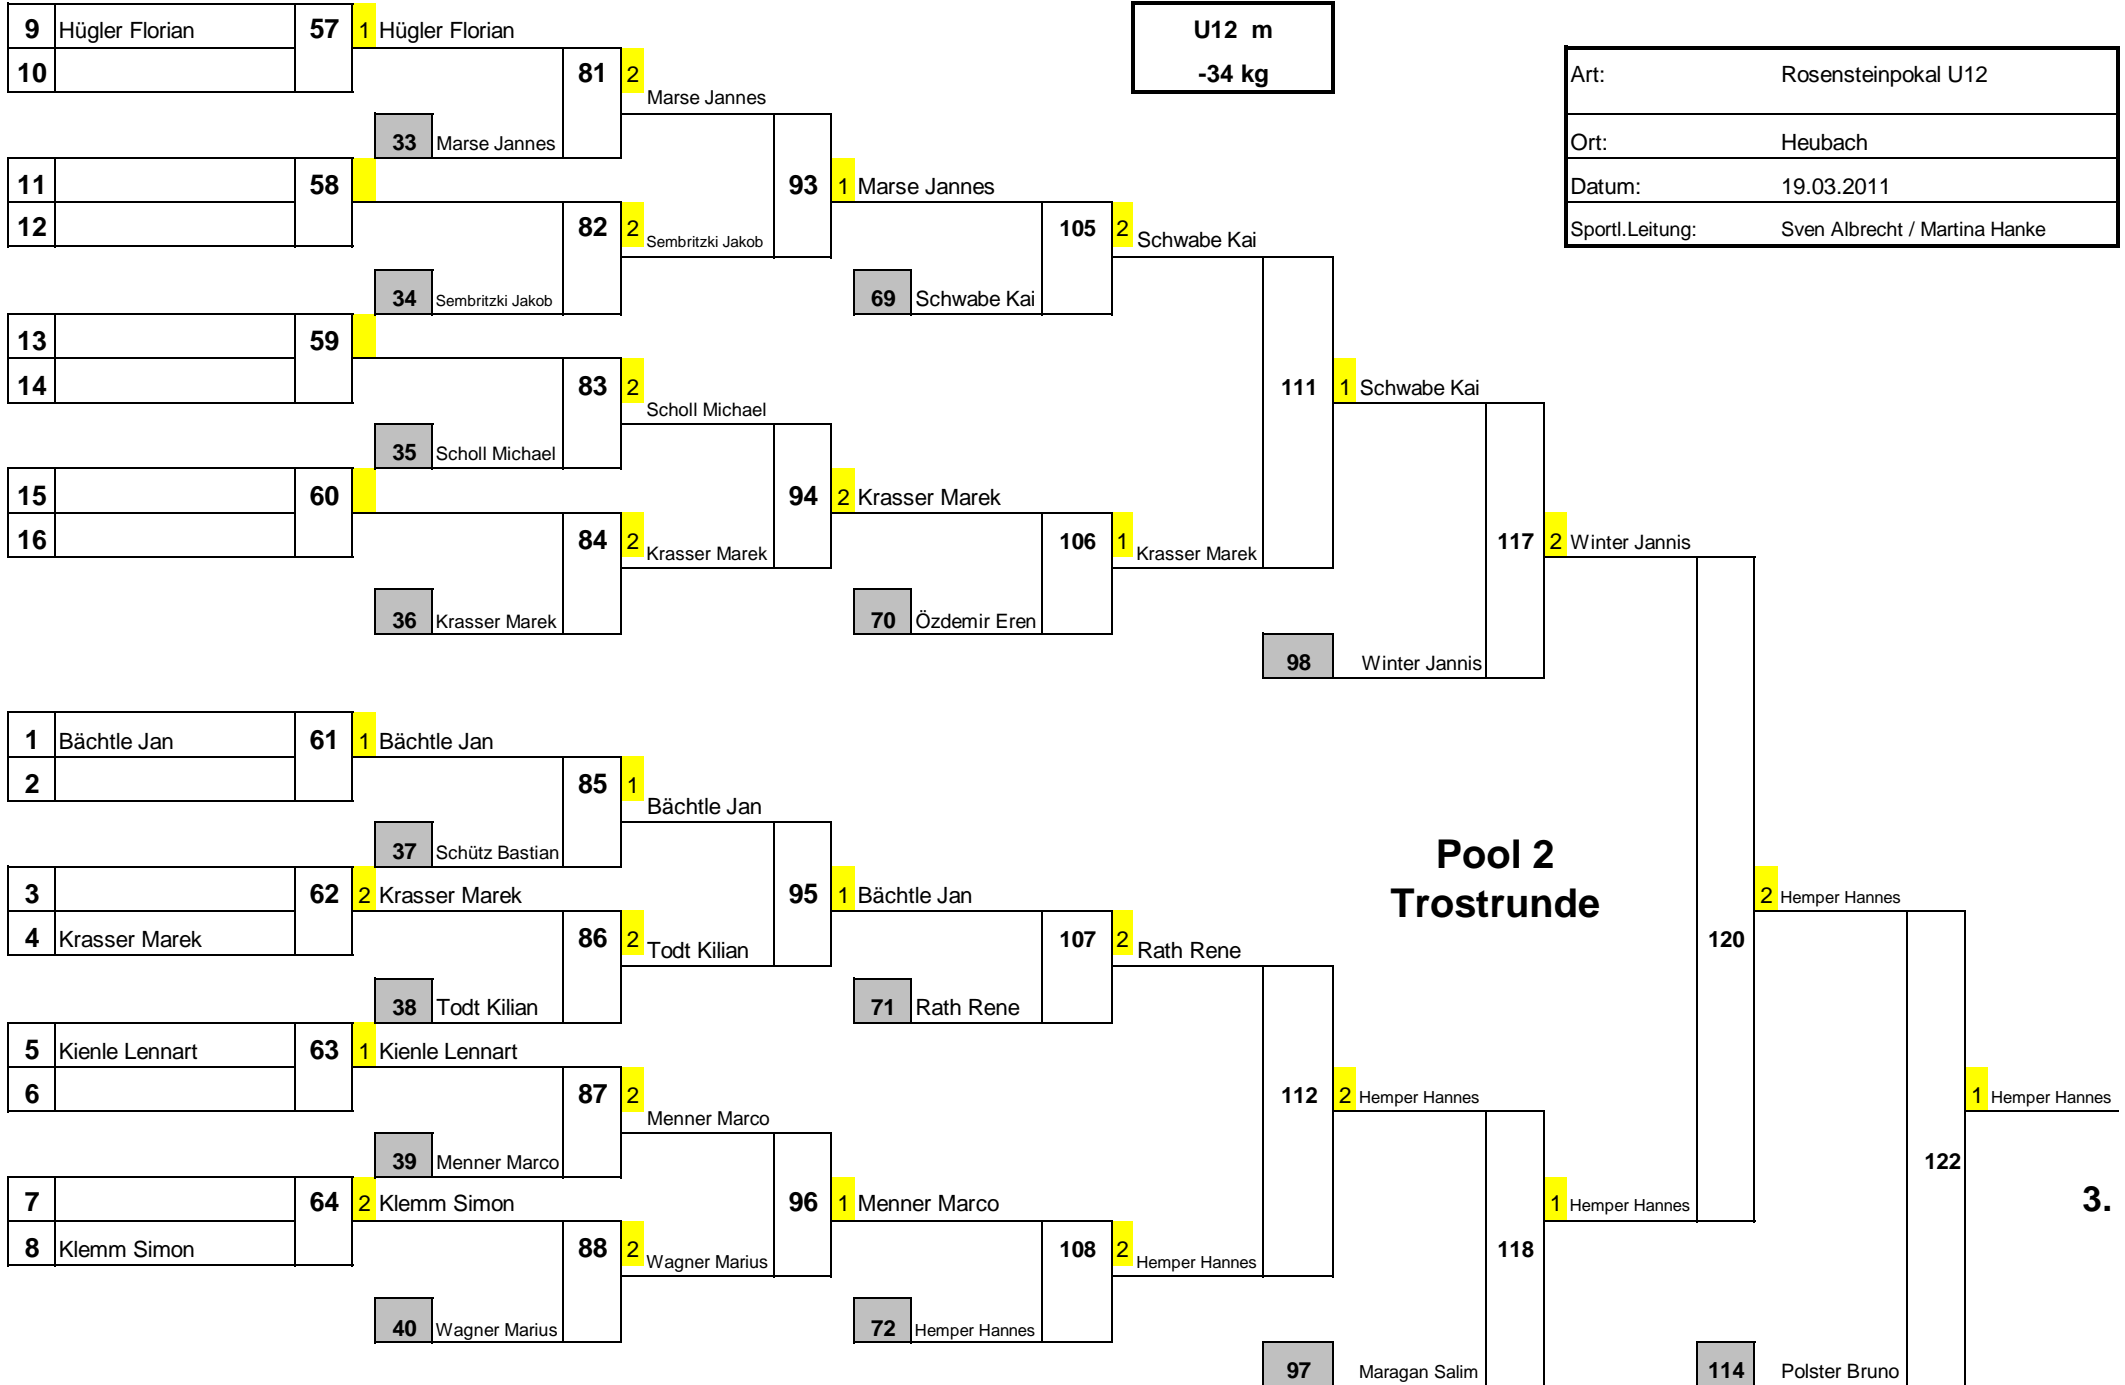 9 Hügler Florian 57 1 Hügler Florian
U12 m
10
81 2
-34 kg
Art: Rosensteinpokal U12
Marse Jannes
33 Marse Jannes
Ort: Heubach
11 58
93 1 Marse Jannes
Datum: 19.03.2011
12
82 2 Sembritzki Jakob
105 2 Schwabe Kai
Sportl.Leitung: Sven Albrecht / Martina Hanke
34 Sembritzki Jakob
69 Schwabe Kai
13 59
14
83 2
111 1 Schwabe Kai
Scholl Michael
35 Scholl Michael
15 60
94 2 Krasser Marek
16
84 2 Krasser Marek
106 1 Krasser Marek
117 2 Winter Jannis
36 Krasser Marek
70 Özdemir Eren
98 Winter Jannis
1 Bächtle Jan 61 1 Bächtle Jan
2
85 1
Bächtle Jan
37 Schütz Bastian
Pool 2
3 62 2 Krasser Marek
95 1 Bächtle Jan
Trostrunde
2 Hemper Hannes
4 Krasser Marek
86 2 Todt Kilian
107 2 Rath Rene
120
38 Todt Kilian
71 Rath Rene
5 Kienle Lennart 63 1 Kienle Lennart
6
87 2
Menner Marco
112 2 Hemper Hannes
1 Hemper Hannes
39 Menner Marco
122
7 64 2 Klemm Simon
96 1 Menner Marco
1 Hemper Hannes
3.
8 Klemm Simon
88 2 Wagner Marius
108 2 Hemper Hannes
118
40 Wagner Marius
72 Hemper Hannes
97 Maragan Salim
114 Polster Bruno